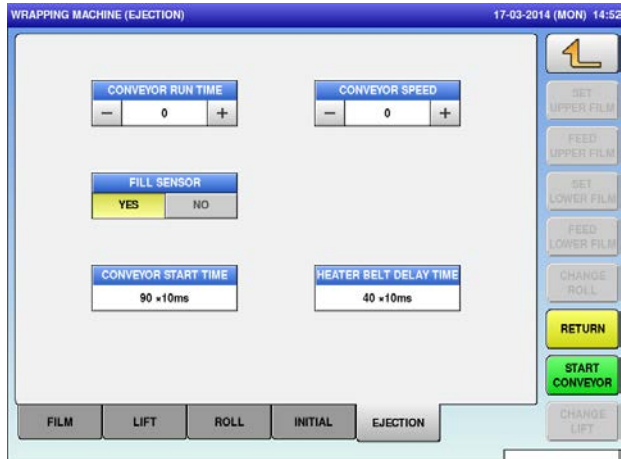 WRAPPING MACHINE (EJECTION)
17-03-2014 (MON) 14:52
CONVEYOR RUN TIME
− 0 +
CONVEYOR SPEED
− 0 +
FILL SENSOR
YES NO
CONVEYOR START TIME
90 ×10ms
HEATER BELT DELAY TIME
40 ×10ms
SET
UPPER FILM
FEED
UPPER FILM
SET
LOWER FILM
FEED
LOWER FILM
CHANGE
ROLL
RETURN
START
CONVEYOR
CHANGE
LIFT
FILM
LIFT
ROLL
INITIAL
EJECTION